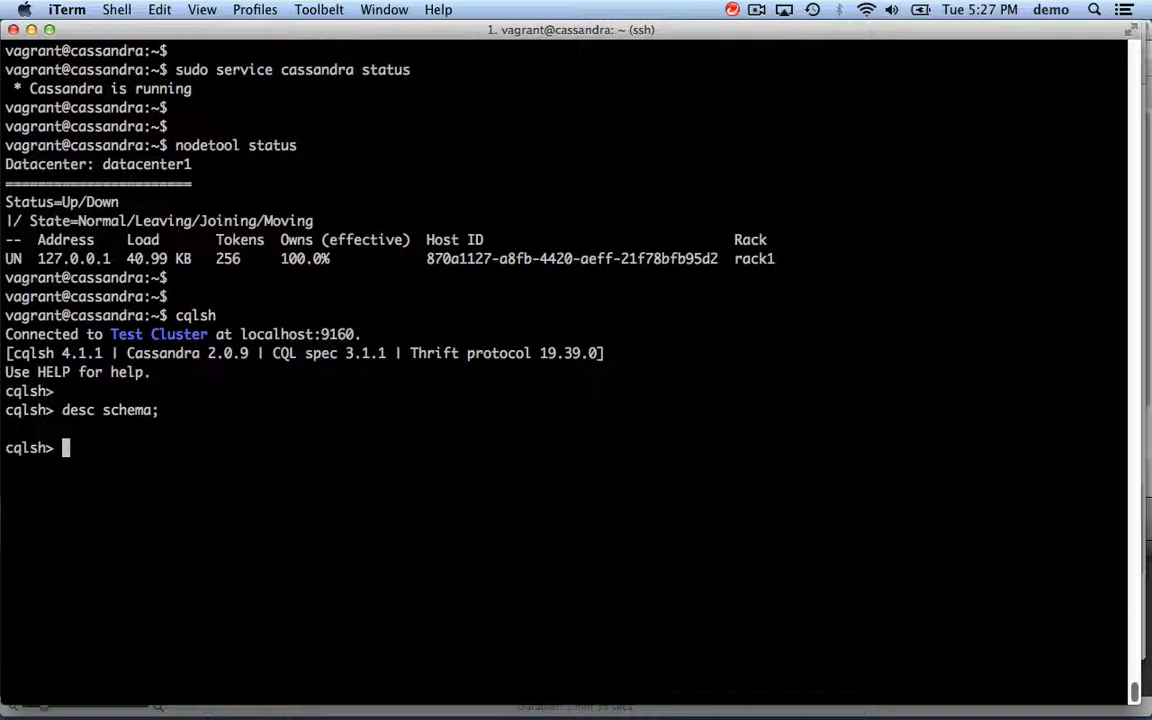 iTerm Shell Edit View Profiles Toolbelt Window Help Tue 5:27 PM demo
1. vagrant@cassandra: ~ (ssh)
vagrant@cassandra:~$
vagrant@cassandra:~$ sudo service cassandra status
* Cassandra is running
vagrant@cassandra:~$
vagrant@cassandra:~$
vagrant@cassandra:~$ nodetool status
Datacenter: datacenter1
=======================
Status=Up/Down
|/ State=Normal/Leaving/Joining/Moving
-- Address Load Tokens Owns (effective) Host ID Rack
UN 127.0.0.1 40.99 KB 256 100.0% 870a1127-a8fb-4420-aeff-21f78bfb95d2 rack1
vagrant@cassandra:~$
vagrant@cassandra:~$
vagrant@cassandra:~$ cqlsh
Connected to Test Cluster at localhost:9160.
[cqlsh 4.1.1 | Cassandra 2.0.9 | CQL spec 3.1.1 | Thrift protocol 19.39.0]
Use HELP for help.
cqlsh>
cqlsh> desc schema;
cqlsh>